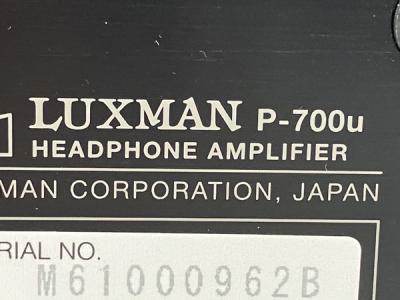 LUXMAN P-700u
HEADPHONE AMPLIFIER
MAN CORPORATION, JAPAN
RIAL NO.
M61000962B